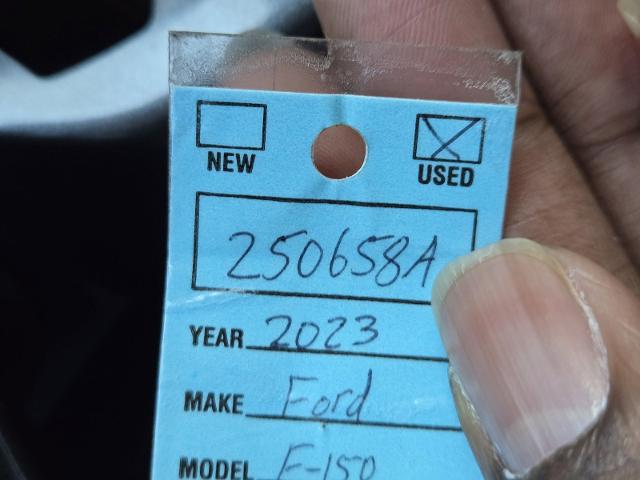 NEW USED
250658A
YEAR 2023
MAKE Ford
MODEL F-150